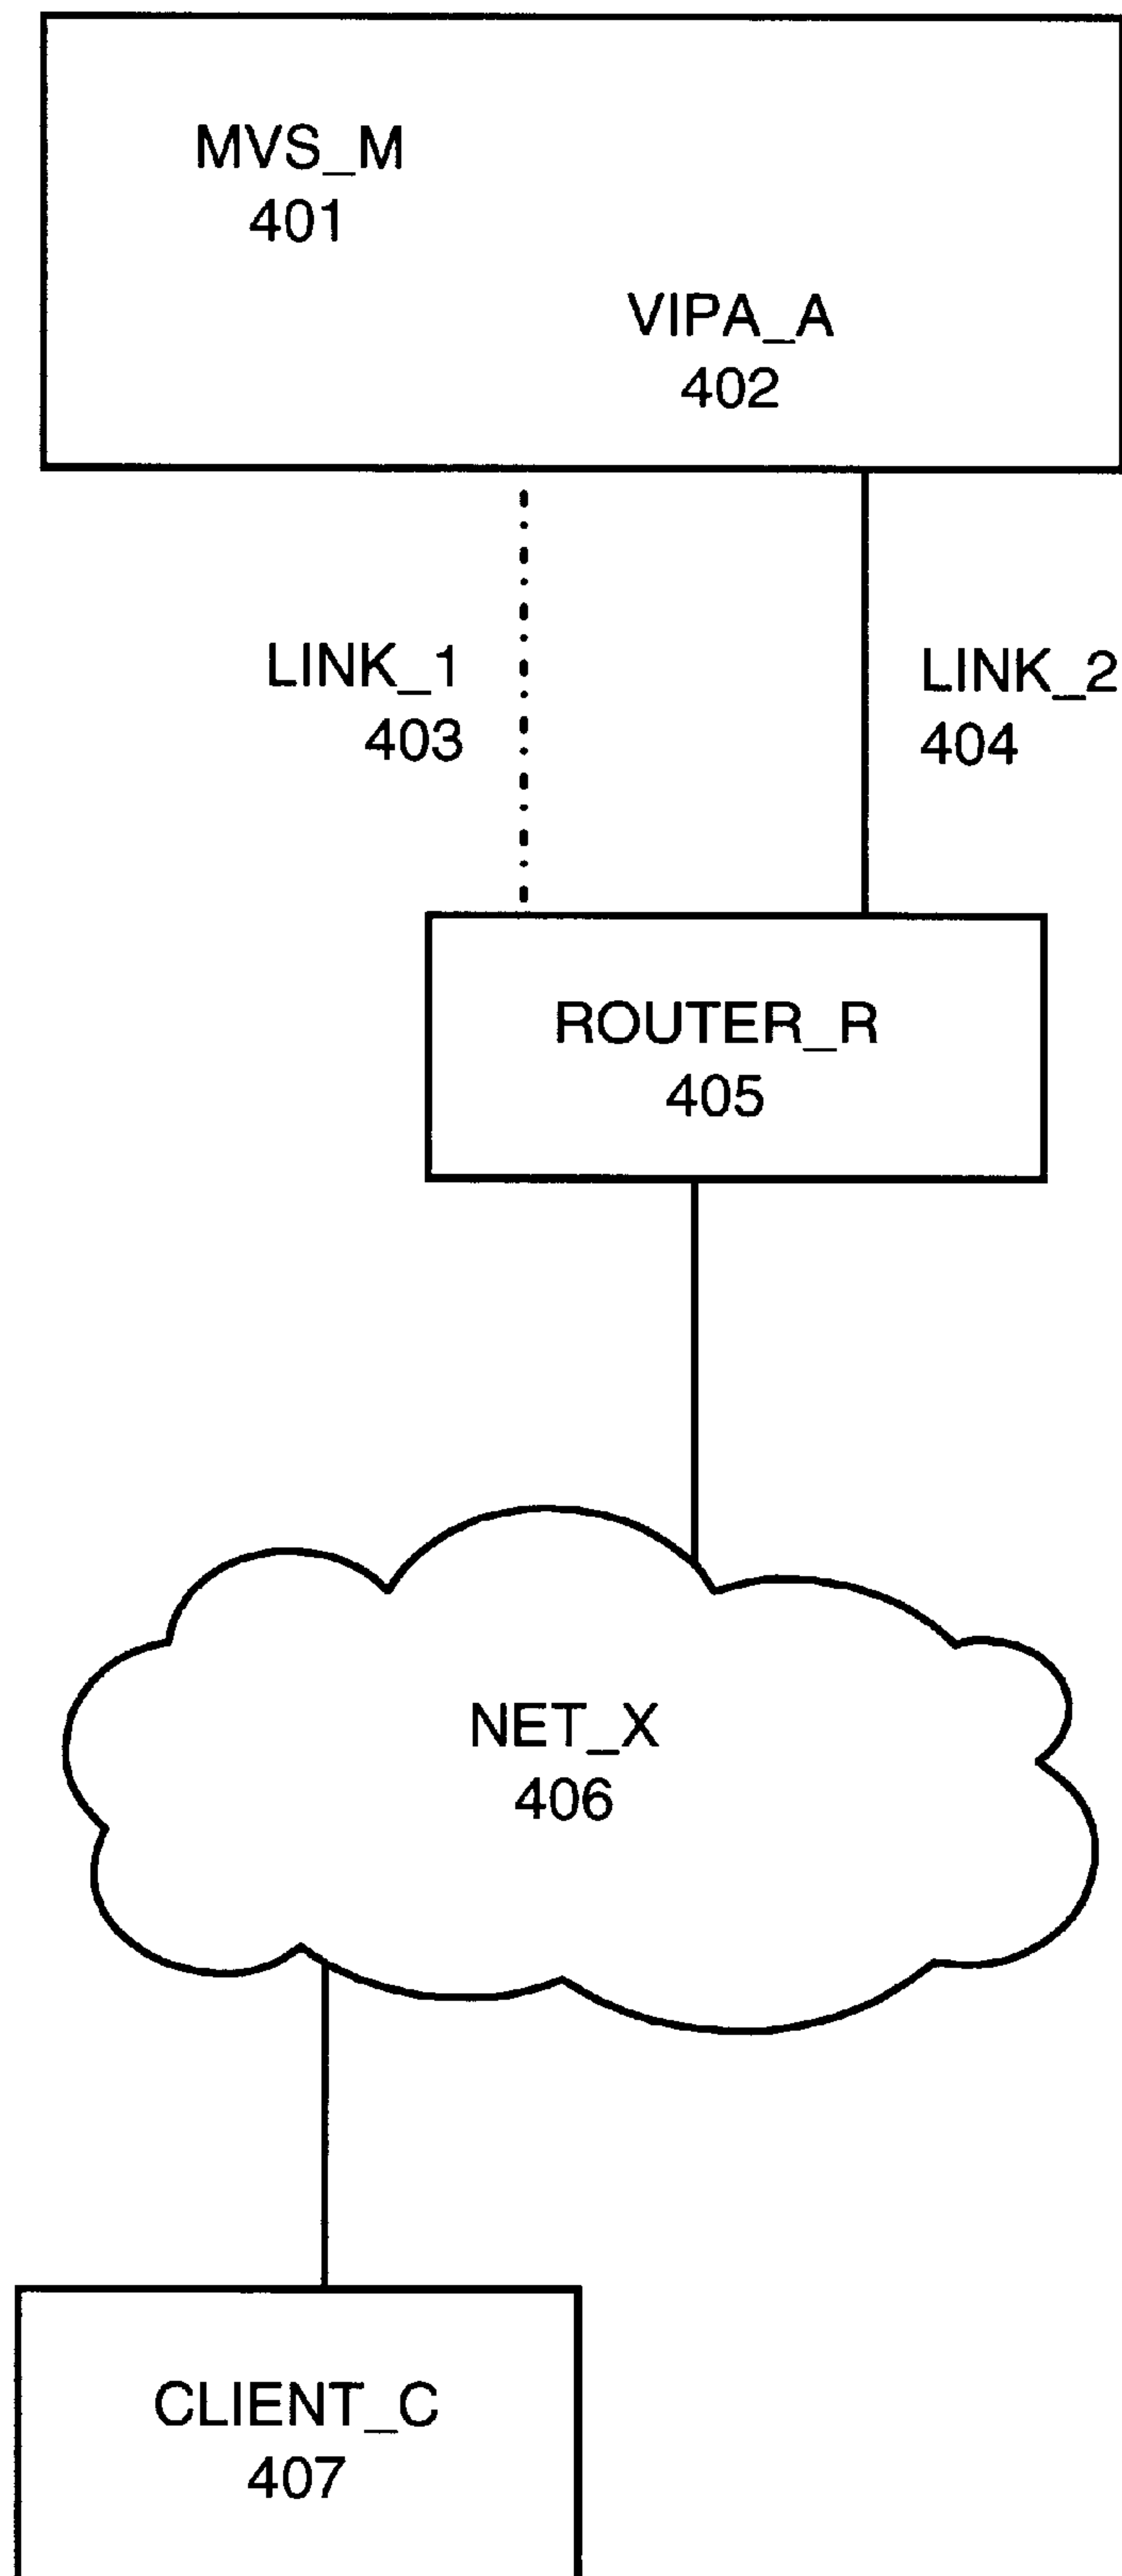 MVS_M
401
VIPA_A
402
LINK_1
403
LINK_2
404
ROUTER_R
405
NET_X
406
CLIENT_C
407